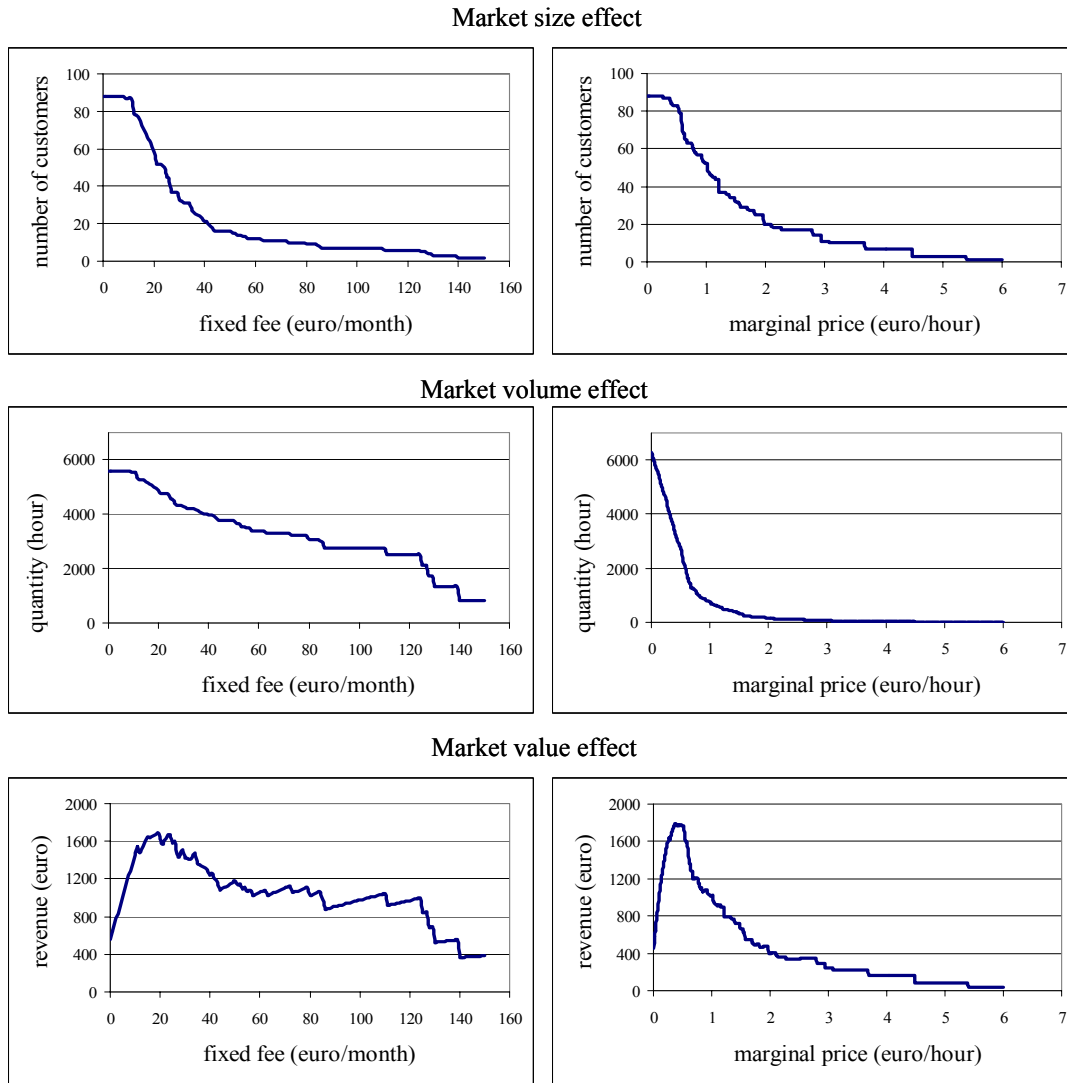 Market size effect
number of customers
100
80
60
40
20
0
0 20 40 60 80 100 120 140 160
fixed fee (euro/month)
number of customers
100
80
60
40
20
0
0 1 2 3 4 5 6 7
marginal price (euro/hour)
Market volume effect
quantity (hour)
6000
4000
2000
0
0 20 40 60 80 100 120 140 160
fixed fee (euro/month)
quantity (hour)
6000
4000
2000
0
0 1 2 3 4 5 6 7
marginal price (euro/hour)
Market value effect
revenue (euro)
2000
1600
1200
800
400
0
0 20 40 60 80 100 120 140 160
fixed fee (euro/month)
revenue (euro)
2000
1600
1200
800
400
0
0 1 2 3 4 5 6 7
marginal price (euro/hour)